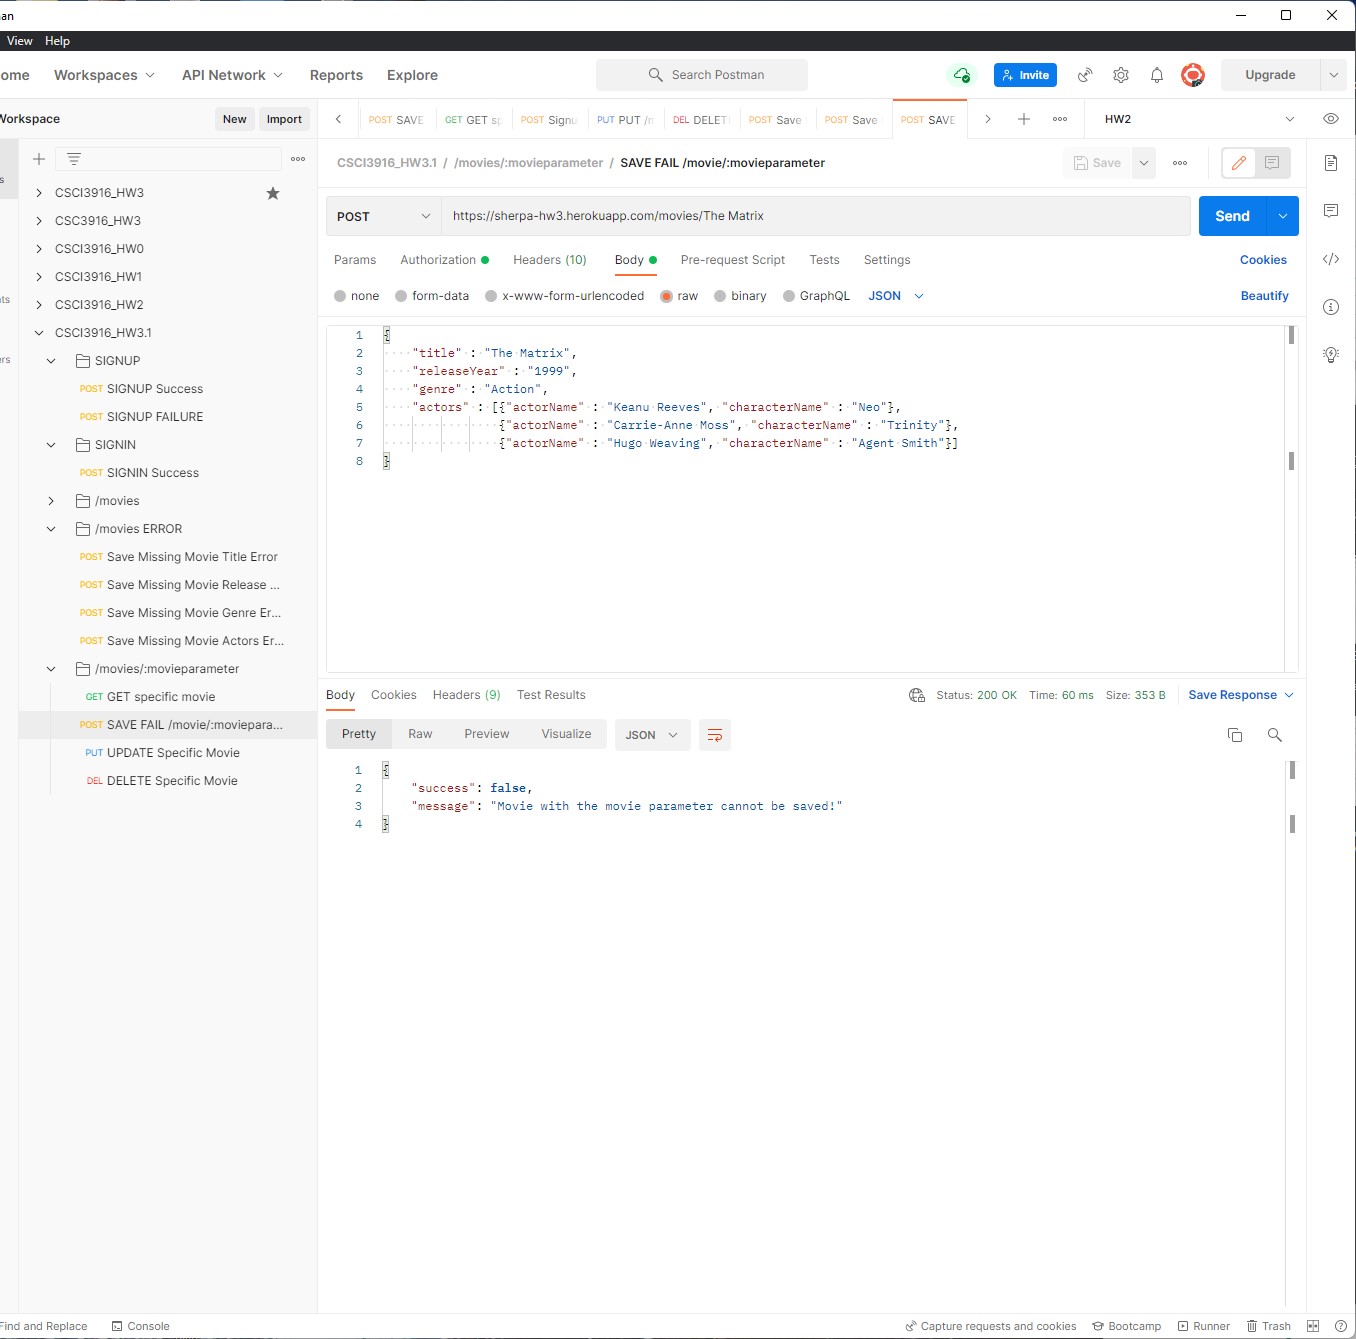 man
View Help
ome Workspaces API Network Reports Explore Search Postman Invite Upgrade
Workspace New Import
POST SAVE GET GET s POST Signu PUT PUT /n DEL DELET POST Save POST Save POST SAVE HW2
CSCI3916_HW3.1 / /movies/:movieparameter / SAVE FAIL /movie/:movieparameter Save
POST https://sherpa-hw3.herokuapp.com/movies/The Matrix Send
Params Authorization Headers (10) Body Pre-request Script Tests Settings Cookies
none form-data x-www-form-urlencoded raw binary GraphQL JSON Beautify
1 {
2 "title" : "The Matrix",
3 "releaseYear" : "1999",
4 "genre" : "Action",
5 "actors" : [{"actorName" : "Keanu Reeves", "characterName" : "Neo"},
6 {"actorName" : "Carrie-Anne Moss", "characterName" : "Trinity"},
7 {"actorName" : "Hugo Weaving", "characterName" : "Agent Smith"}]
8 }
s
ts
ers
CSCI3916_HW3
CSC3916_HW3
CSCI3916_HW0
CSCI3916_HW1
CSCI3916_HW2
CSCI3916_HW3.1
SIGNUP
POST SIGNUP Success
POST SIGNUP FAILURE
SIGNIN
POST SIGNIN Success
/movies
/movies ERROR
POST Save Missing Movie Title Error
POST Save Missing Movie Release ...
POST Save Missing Movie Genre Er...
POST Save Missing Movie Actors Er...
/movies/:movieparameter
GET GET specific movie
POST SAVE FAIL /movie/:moviepara...
PUT UPDATE Specific Movie
DEL DELETE Specific Movie
Body Cookies Headers (9) Test Results Status: 200 OK Time: 60 ms Size: 353 B Save Response
Pretty Raw Preview Visualize JSON
1 {
2 "success": false,
3 "message": "Movie with the movie parameter cannot be saved!"
4 }
Find and Replace Console Capture requests and cookies Bootcamp Runner Trash